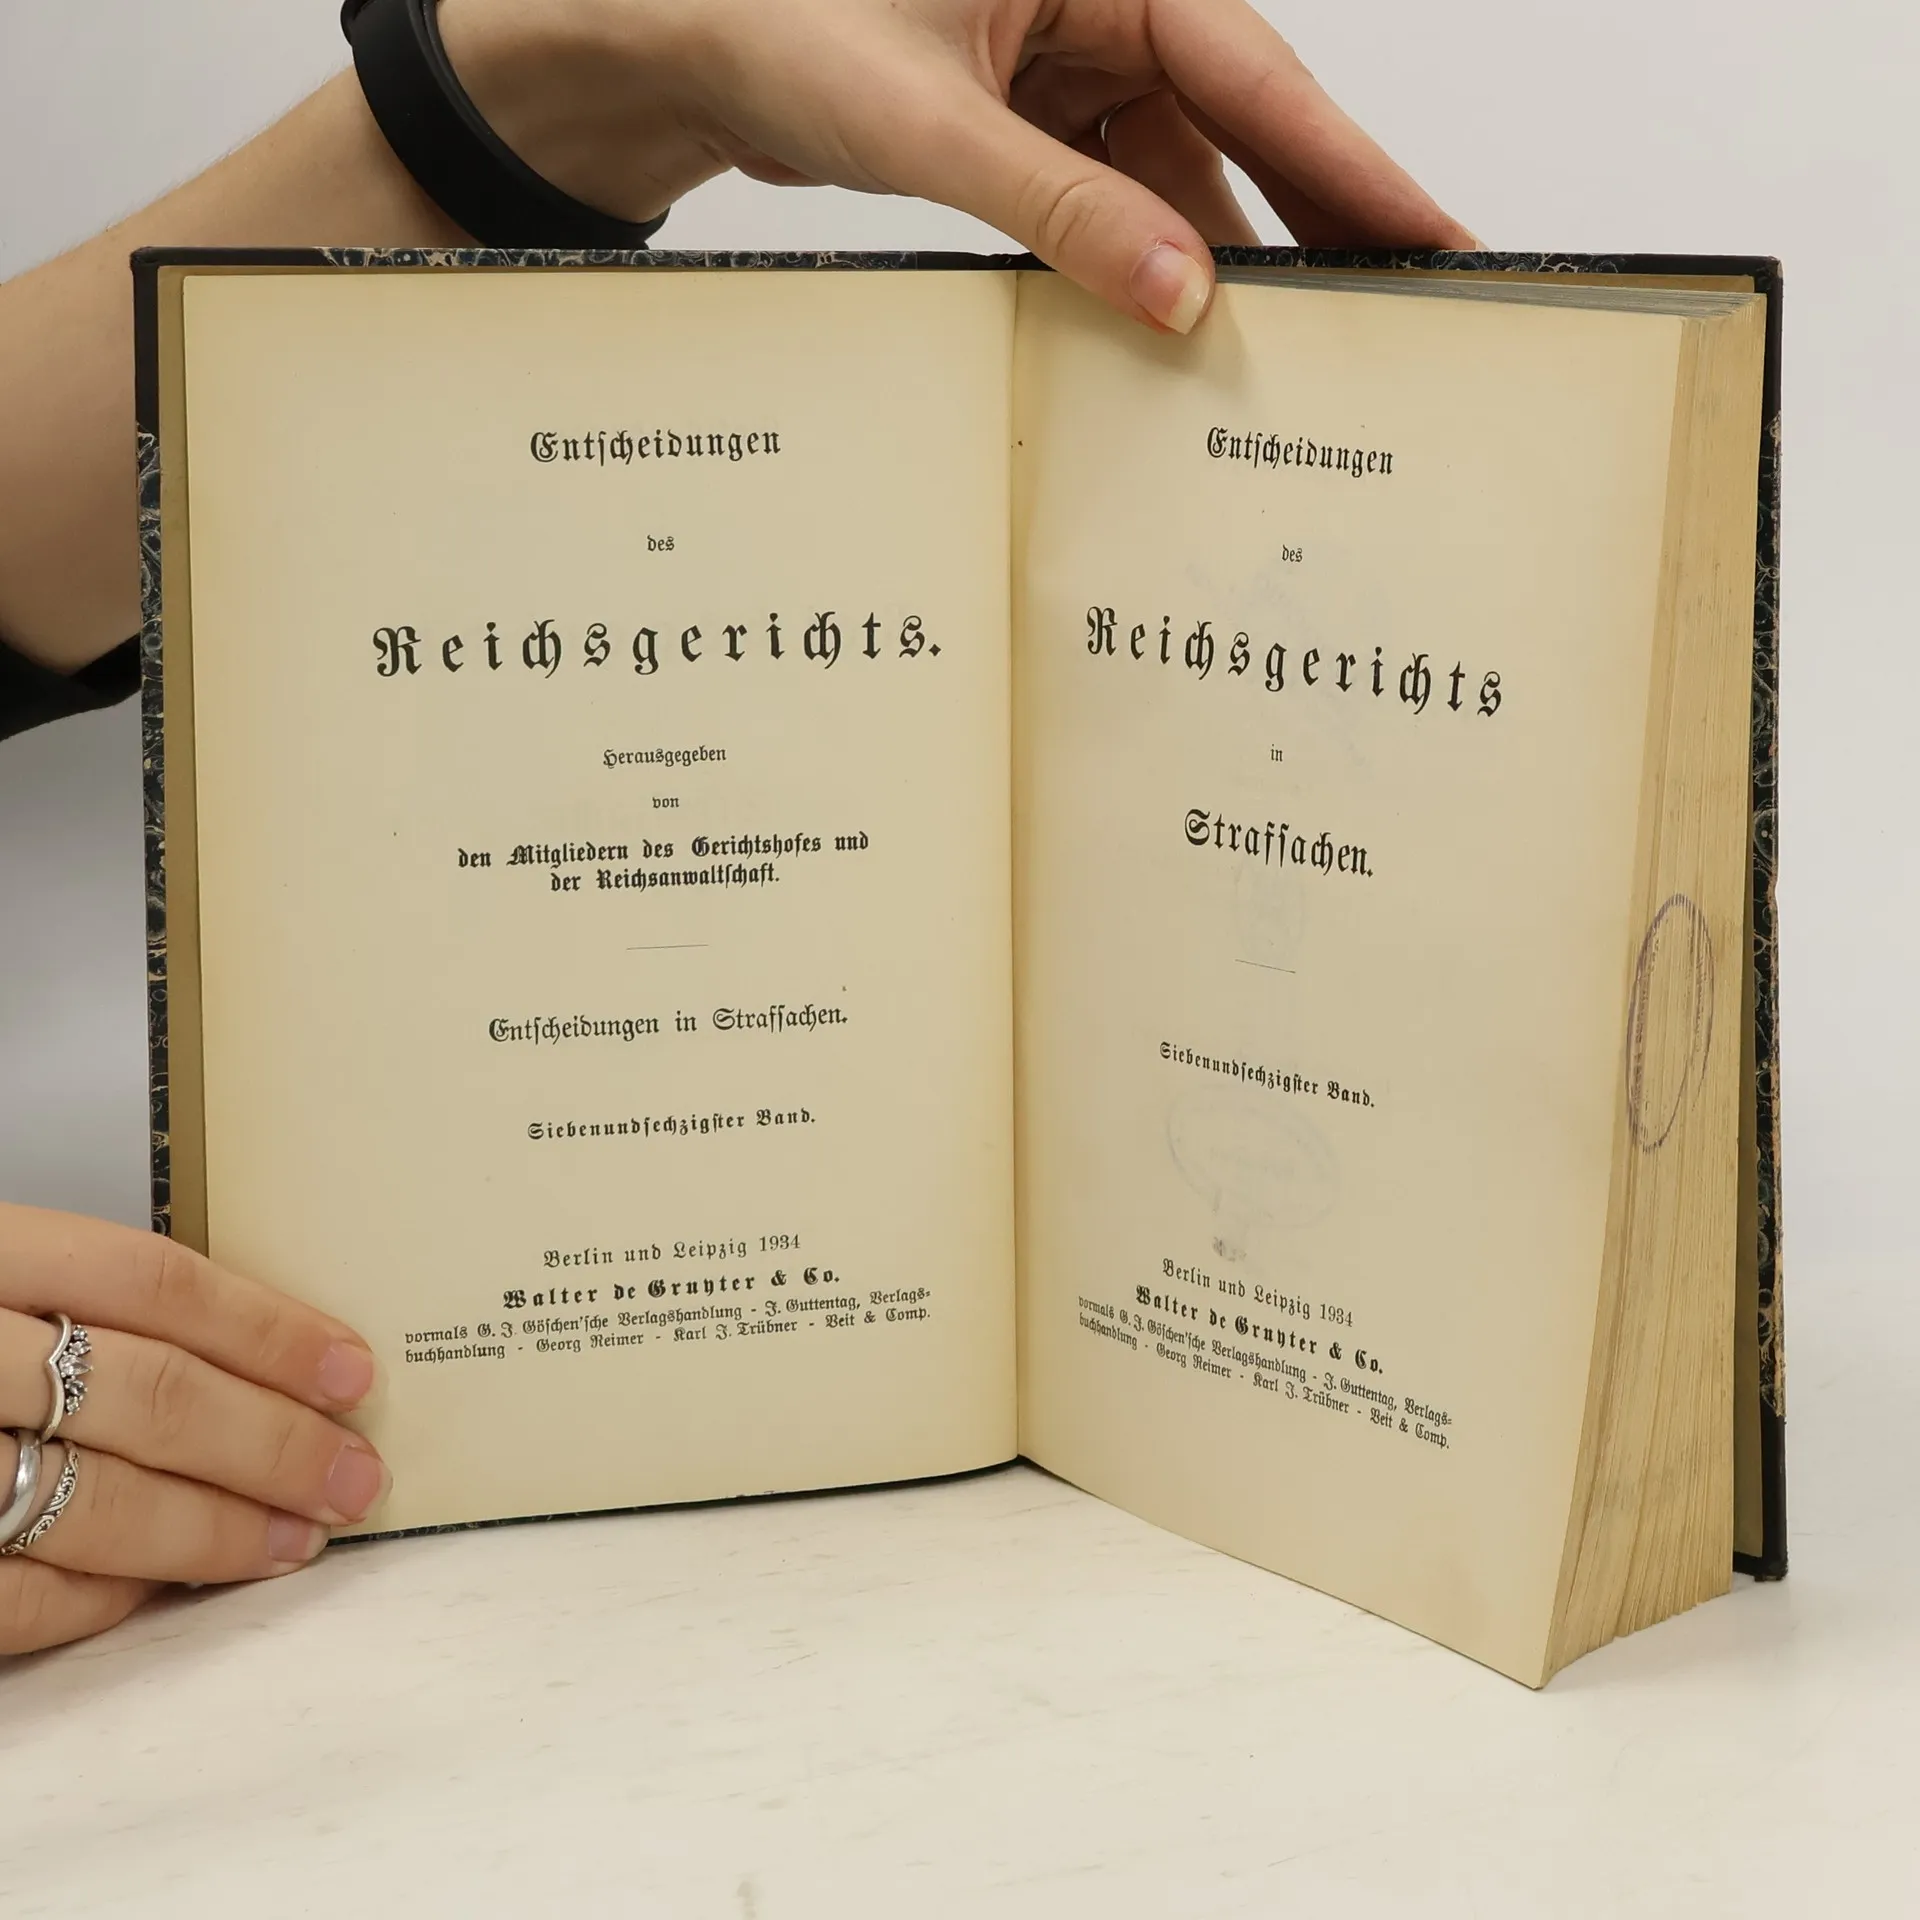 Entſcheidungen
des
Reichsgerichts.
Herausgegeben
von
den Mitgliedern des Gerichtshofes und
der Reichsanwaltſchaft.
Entſcheidungen in Strafſachen.
Siebenundſechzigſter Band.
Berlin und Leipzig 1934
Walter de Gruyter & Co.
vormals G. J. Göſchen'ſche Verlagshandlung - J. Guttentag, Verlags-
buchhandlung - Georg Reimer - Karl J. Trübner - Veit & Comp.
Entſcheidungen
des
Reichsgerichts
in
Strafſachen.
Siebenundſechzigſter Band.
Berlin und Leipzig 1934
Walter de Gruyter & Co.
vormals G. J. Göſchen'ſche Verlagshandlung - J. Guttentag, Verlags-
buchhandlung - Georg Reimer - Karl J. Trübner - Veit & Comp.